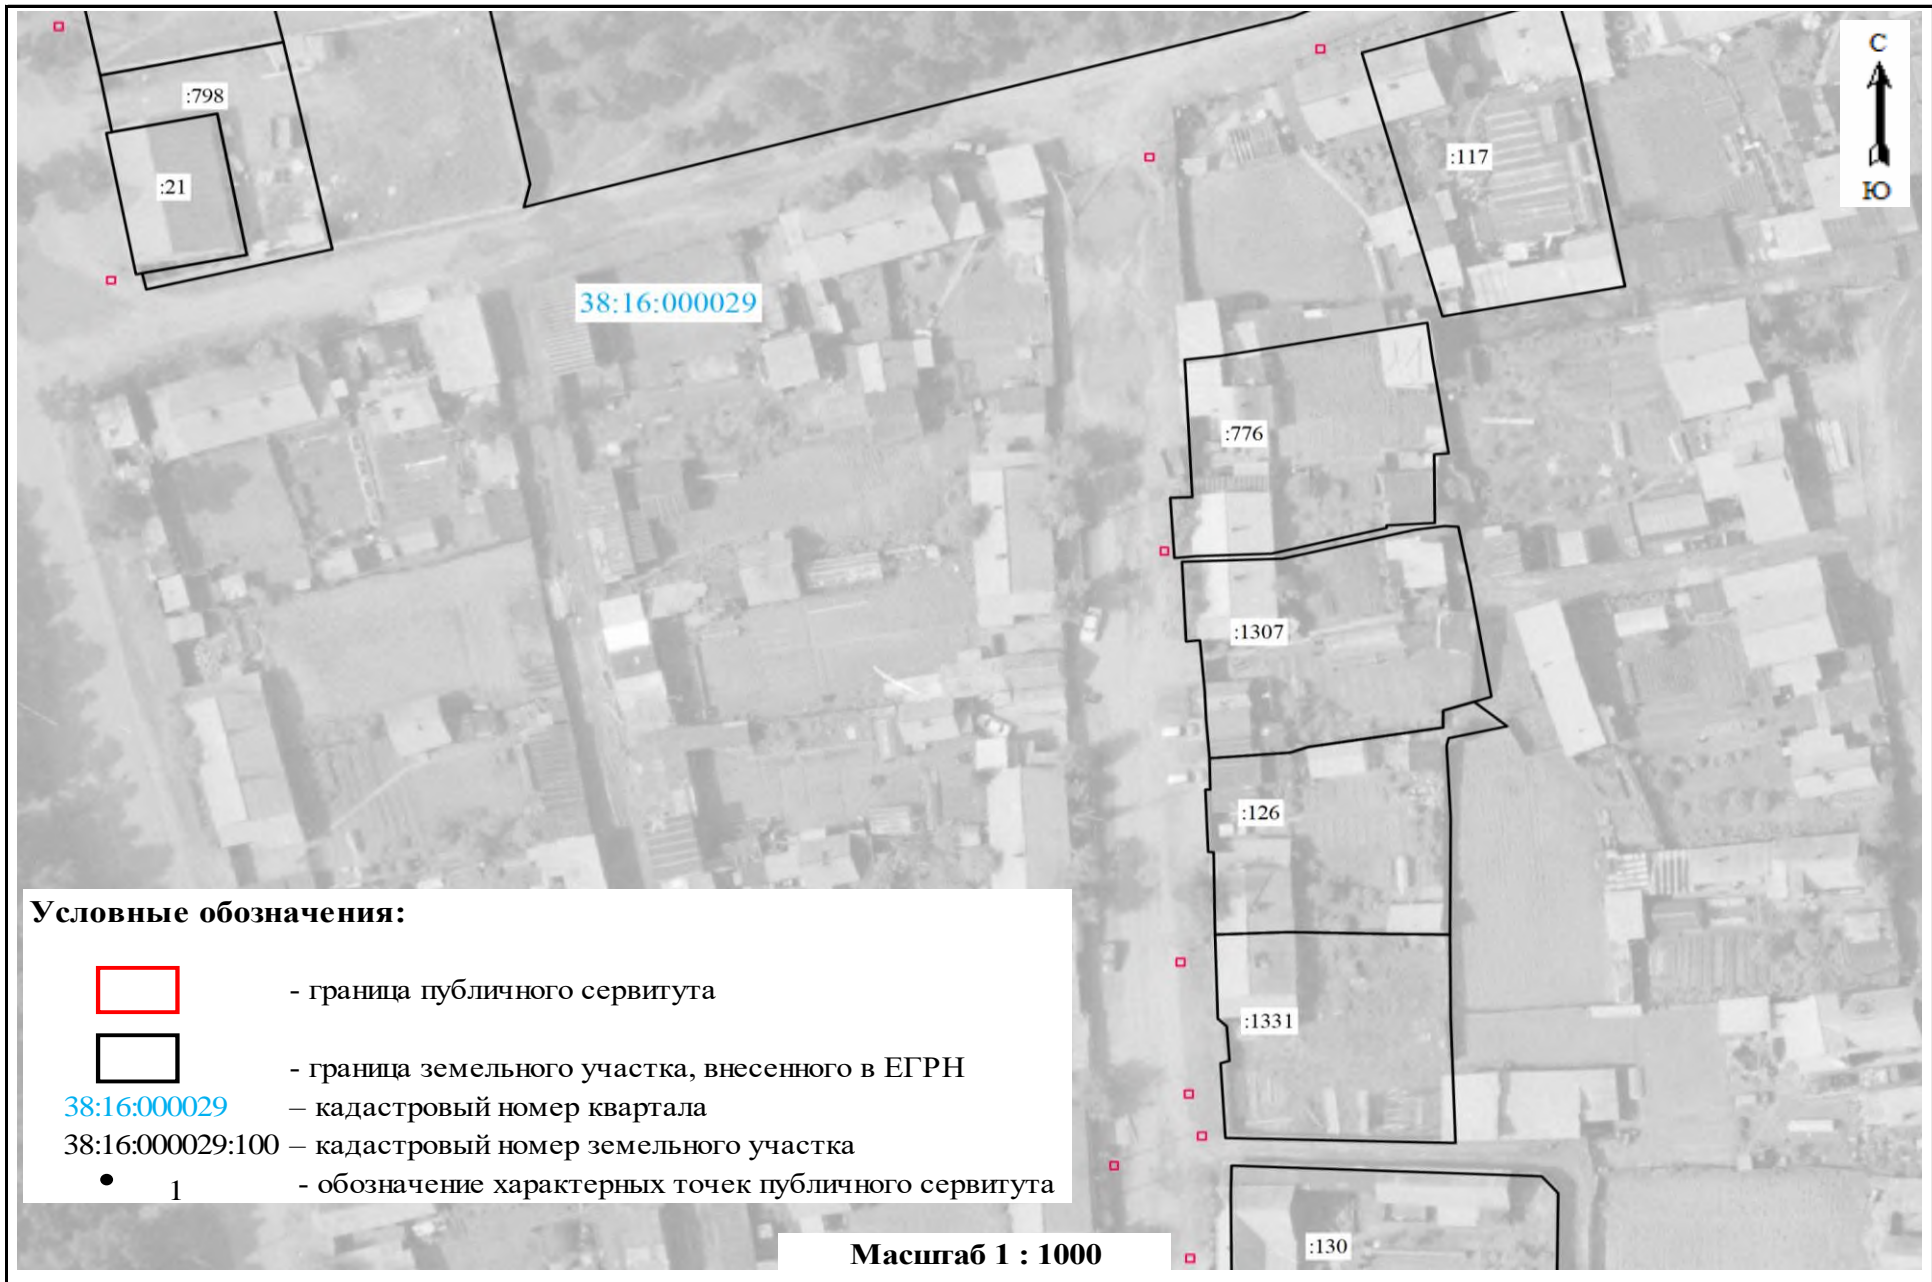 С
:798
:117
:21
Ю
38:16:000029
:776
:1307
:126
Условные обозначения:
- граница публичного сервитута
:1331
- граница земельного участка, внесенного в ЕГРН
38:16:000029 – кадастровый номер квартала
38:16:000029:100 – кадастровый номер земельного участка
• 1 - обозначение характерных точек публичного сервитута
:130
Масштаб 1 : 1000